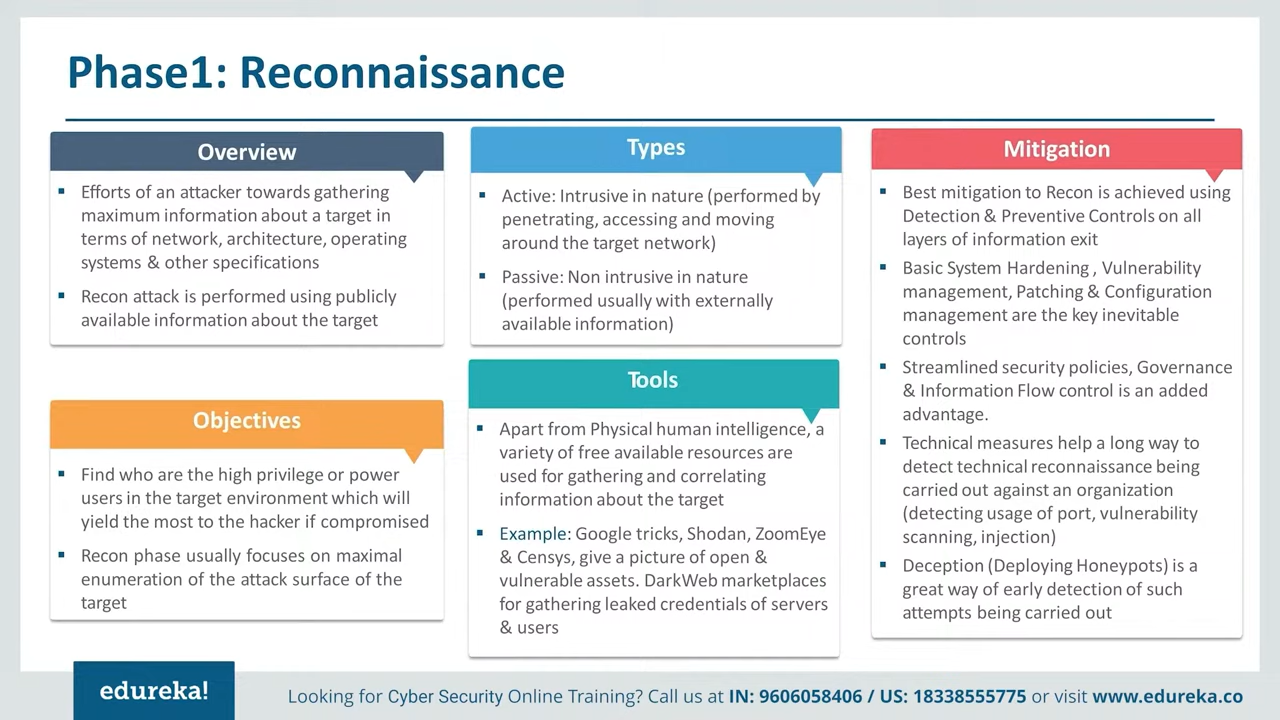 Phase1: Reconnaissance
Overview
▪ Efforts of an attacker towards gathering
maximum information about a target in
terms of network, architecture, operating
systems & other specifications
▪ Recon attack is performed using publicly
available information about the target
Objectives
▪ Find who are the high privilege or power
users in the target environment which will
yield the most to the hacker if compromised
▪ Recon phase usually focuses on maximal
enumeration of the attack surface of the
target
Types
▪ Active: Intrusive in nature (performed by
penetrating, accessing and moving
around the target network)
▪ Passive: Non intrusive in nature
(performed usually with externally
available information)
Tools
▪ Apart from Physical human intelligence, a
variety of free available resources are
used for gathering and correlating
information about the target
▪ Example: Google tricks, Shodan, ZoomEye
& Censys, give a picture of open &
vulnerable assets. DarkWeb marketplaces
for gathering leaked credentials of servers
& users
Mitigation
▪ Best mitigation to Recon is achieved using
Detection & Preventive Controls on all
layers of information exit
▪ Basic System Hardening , Vulnerability
management, Patching & Configuration
management are the key inevitable
controls
▪ Streamlined security policies, Governance
& Information Flow control is an added
advantage.
▪ Technical measures help a long way to
detect technical reconnaissance being
carried out against an organization
(detecting usage of port, vulnerability
scanning, injection)
▪ Deception (Deploying Honeypots) is a
great way of early detection of such
attempts being carried out
edureka!
Looking for Cyber Security Online Training? Call us at IN: 9606058406 / US: 18338555775 or visit www.edureka.co